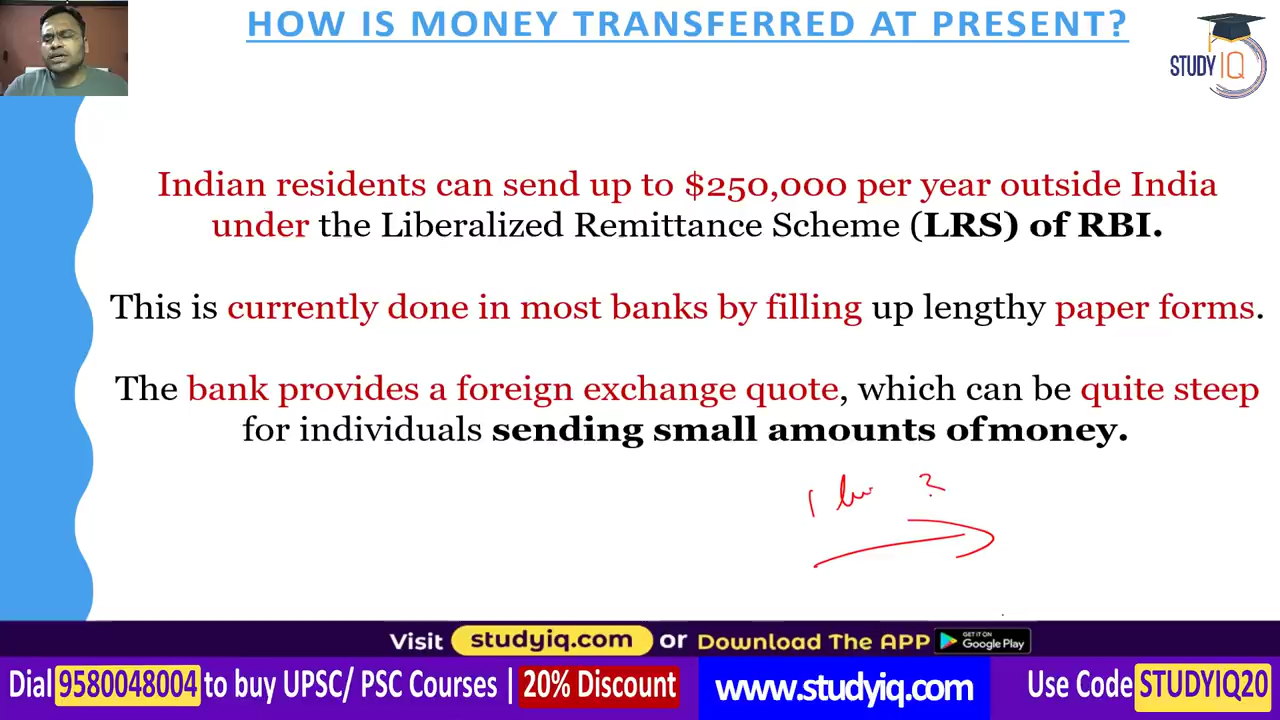 HOW IS MONEY TRANSFERRED AT PRESENT?
STUDY IQ
Indian residents can send up to $250,000 per year outside India
under the Liberalized Remittance Scheme (LRS) of RBI.
This is currently done in most banks by filling up lengthy paper forms.
The bank provides a foreign exchange quote, which can be quite steep
for individuals sending small amounts ofmoney.
Visit studyiq.com or Download The APP GET IT ON Google Play
Dial 9580048004 to buy UPSC/ PSC Courses | 20% Discount www.studyiq.com Use Code STUDYIQ20